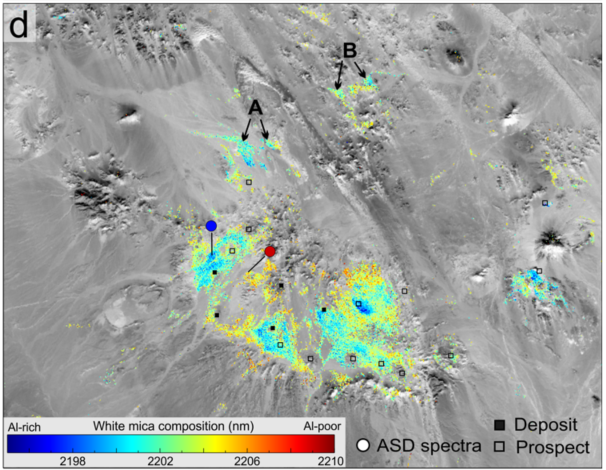 d
B
A
Al-rich White mica composition (nm) Al-poor
2198 2202 2206 2210
ASD spectra
Deposit
Prospect